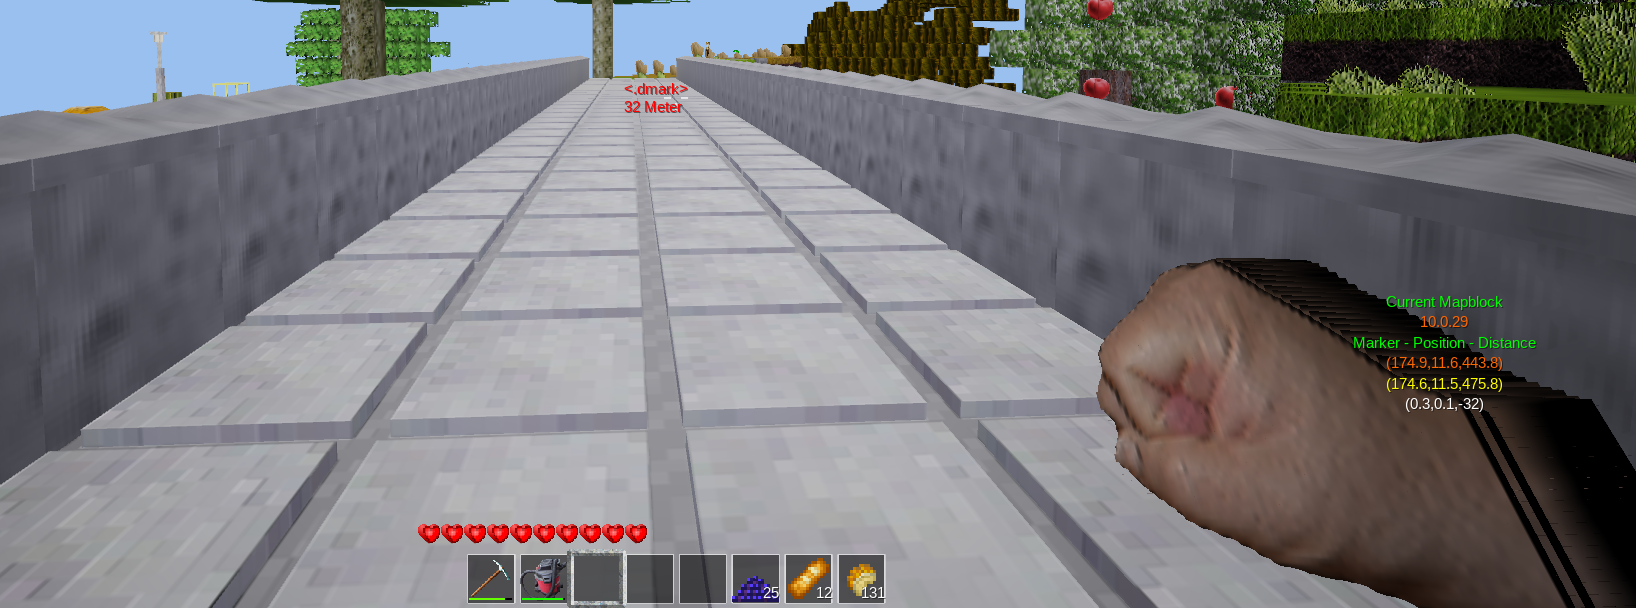 <.dmark>
32 Meter
Current Mapblock
10.0.29
Marker - Position - Distance
(174.9,11.6,443.8)
(174.6,11.5,475.8)
(0.3,0.1,-32)
25
12
131